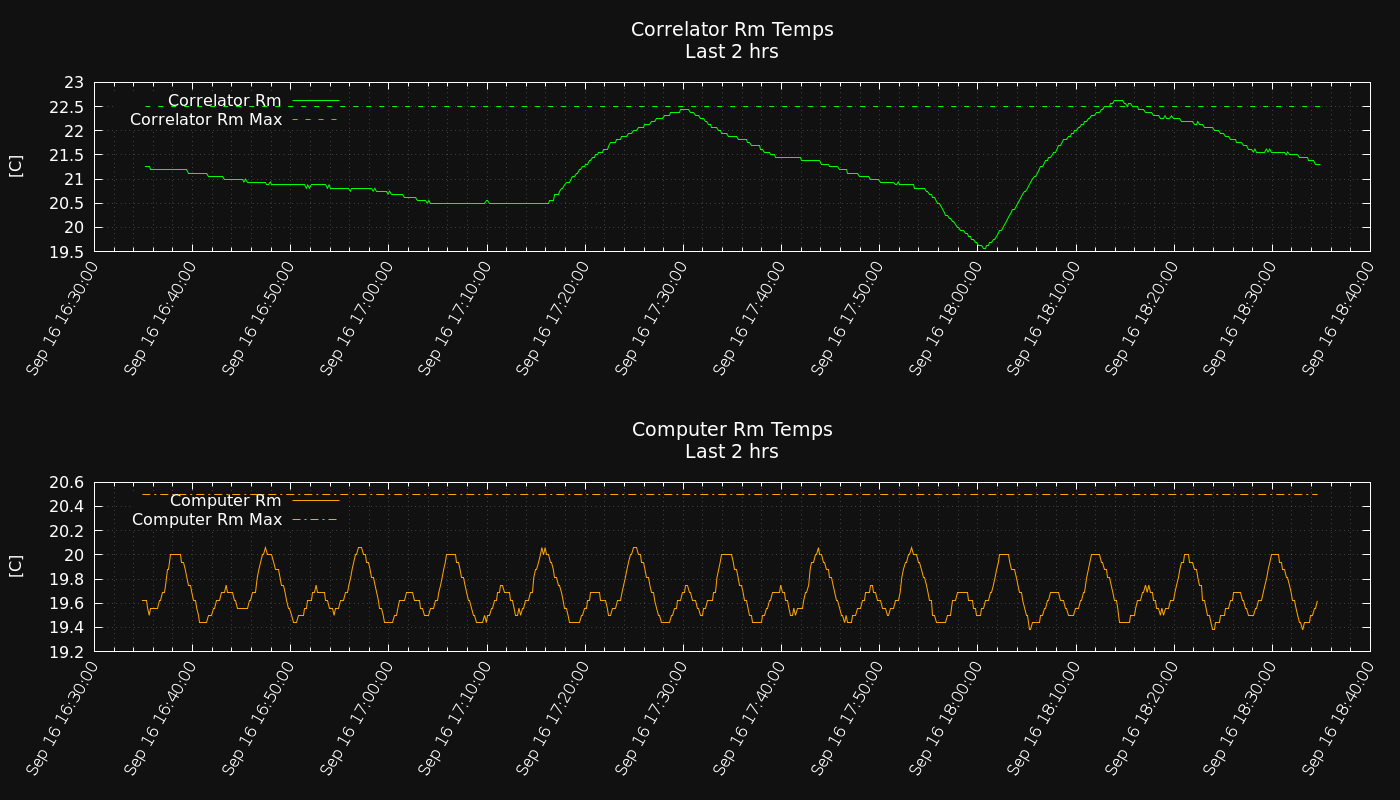 Correlator Rm Temps
Last 2 hrs
23
22.5
22
21.5
21
20.5
20
19.5
[C]
Correlator Rm
Correlator Rm Max
Sep 16 16:30:00
Sep 16 16:40:00
Sep 16 16:50:00
Sep 16 17:00:00
Sep 16 17:10:00
Sep 16 17:20:00
Sep 16 17:30:00
Sep 16 17:40:00
Sep 16 17:50:00
Sep 16 18:00:00
Sep 16 18:10:00
Sep 16 18:20:00
Sep 16 18:30:00
Sep 16 18:40:00
Computer Rm Temps
Last 2 hrs
20.6
20.4
20.2
20
19.8
19.6
19.4
19.2
[C]
Computer Rm
Computer Rm Max
Sep 16 16:30:00
Sep 16 16:40:00
Sep 16 16:50:00
Sep 16 17:00:00
Sep 16 17:10:00
Sep 16 17:20:00
Sep 16 17:30:00
Sep 16 17:40:00
Sep 16 17:50:00
Sep 16 18:00:00
Sep 16 18:10:00
Sep 16 18:20:00
Sep 16 18:30:00
Sep 16 18:40:00